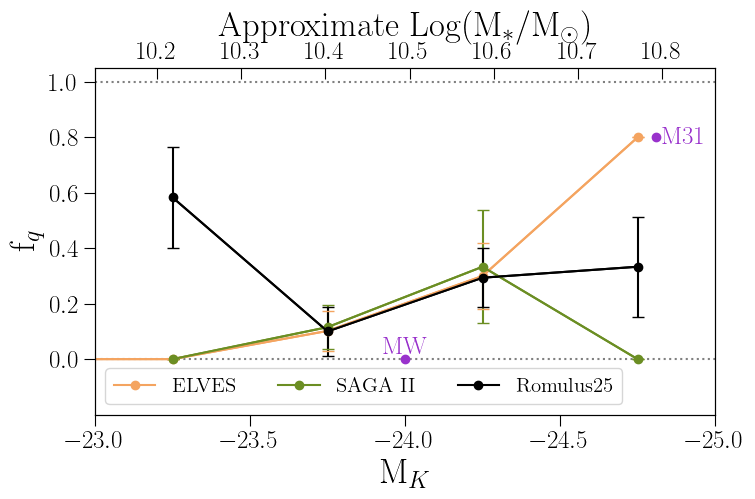 Approximate Log(M*/M☉)
10.2 10.3 10.4 10.5 10.6 10.7 10.8
1.0
0.8
0.6
0.4
0.2
0.0
f_q
M31
MW
ELVES SAGA II Romulus25
−23.0 −23.5 −24.0 −24.5 −25.0
M_K